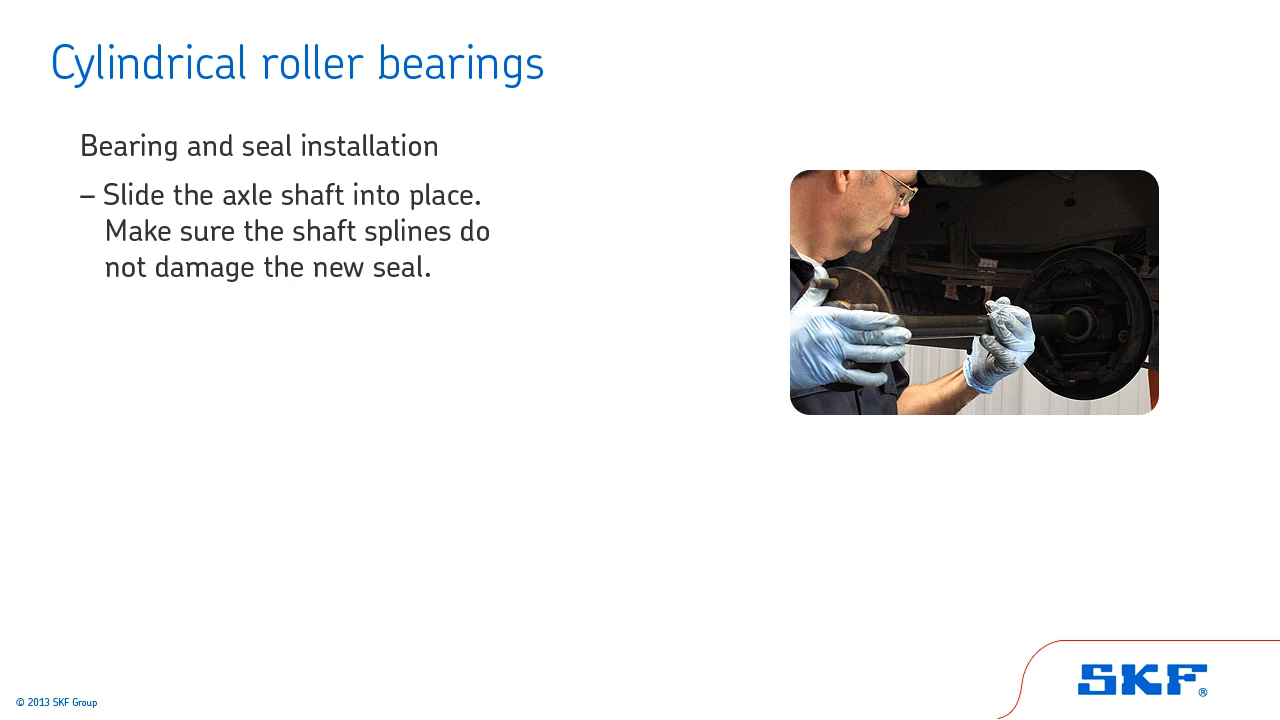 Cylindrical roller bearings
Bearing and seal installation
– Slide the axle shaft into place.
Make sure the shaft splines do
not damage the new seal.
© 2013 SKF Group
SKF®